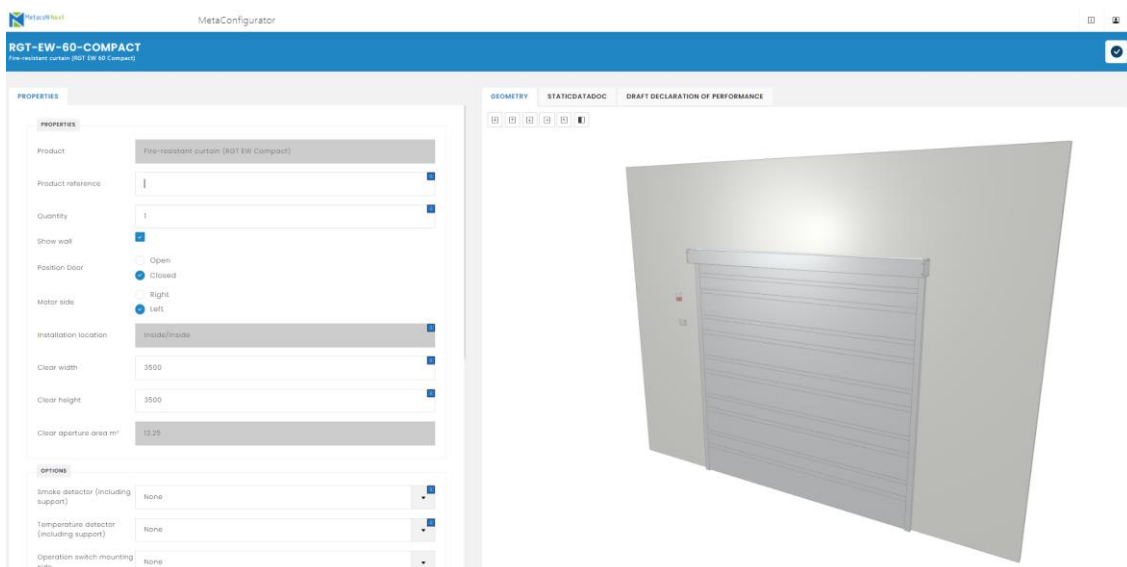 Metacon Next
MetaConfigurator
RGT-EW-60-COMPACT
Fire-resistant curtain (RGT EW 60 Compact)
PROPERTIES
GEOMETRY
STATICDATADOC
DRAFT DECLARATION OF PERFORMANCE
PROPERTIES
Product
Fire-resistant curtain (RGT EW Compact)
Product reference
Quantity
1
Show wall
Position Door
Open
Closed
Motor side
Right
Left
Installation location
Inside/Inside
Clear width
3500
Clear height
3500
Clear aperture area m²
12.25
OPTIONS
Smoke detector (including
support)
None
Temperature detector
(including support)
None
Operation switch mounting
side
None